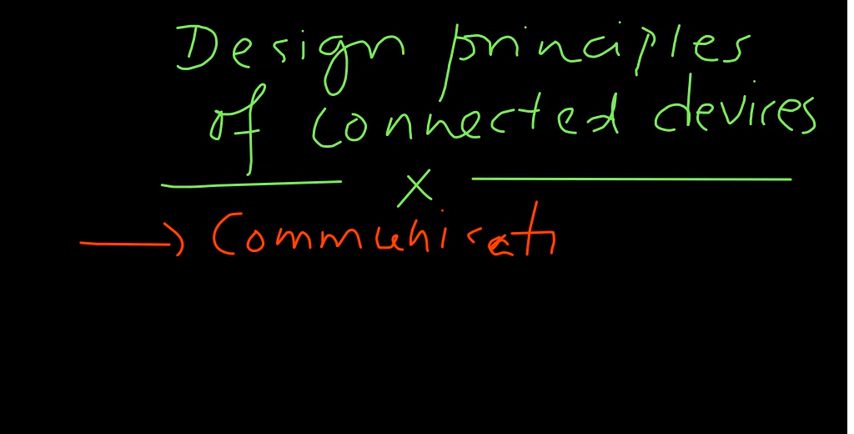 Design principles
of connected devices
x
→ Communicati